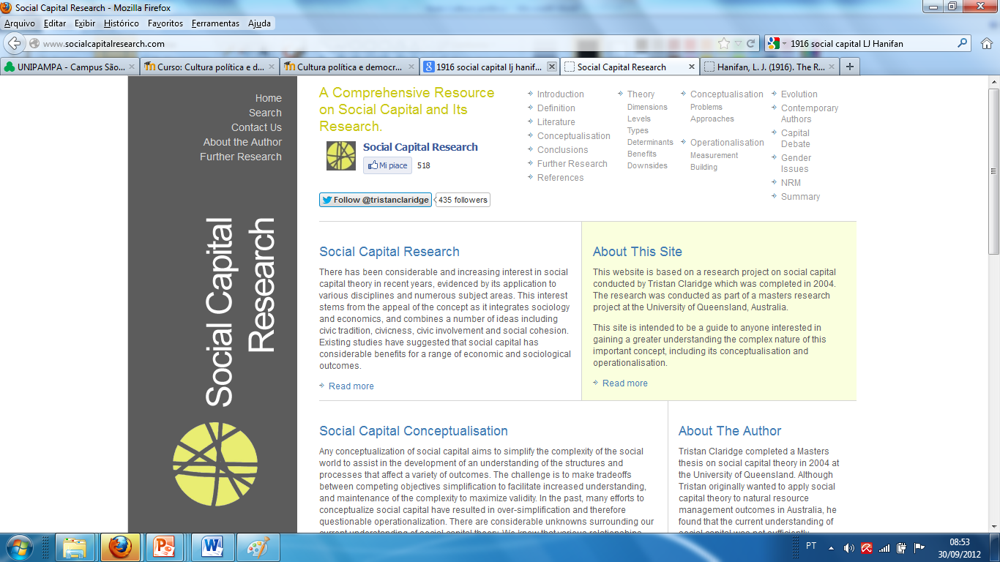 Social Capital Research - Mozilla Firefox
Arquivo Editar Exibir Histórico Favoritos Ferramentas Ajuda
www.socialcapitalresearch.com
1916 social capital LJ Hanifan
UNIPAMPA - Campus São...
Curso: Cultura política e d...
Cultura política e democr...
1916 social capital lj hanif...
Social Capital Research
Hanifan, L. J. (1916). The R...
Home
Search
Contact Us
About the Author
Further Research
Social Capital
Research
A Comprehensive Resource
on Social Capital and Its
Research.
Social Capital Research
Mi piace 518
Follow @tristanclaridge 435 followers
Introduction
Definition
Literature
Conceptualisation
Conclusions
Further Research
References
Theory
Dimensions
Levels
Types
Determinants
Benefits
Downsides
Conceptualisation
Problems
Approaches
Operationalisation
Measurement
Building
Evolution
Contemporary
Authors
Capital
Debate
Gender
Issues
NRM
Summary
Social Capital Research
There has been considerable and increasing interest in social
capital theory in recent years, evidenced by its application to
various disciplines and numerous subject areas. This interest
stems from the appeal of the concept as it integrates sociology
and economics, and combines a number of ideas including
civic tradition, civicness, civic involvement and social cohesion.
Existing studies have suggested that social capital has
considerable benefits for a range of economic and sociological
outcomes.
Read more
About This Site
This website is based on a research project on social capital
conducted by Tristan Claridge which was completed in 2004.
The research was conducted as part of a masters research
project at the University of Queensland, Australia.
This site is intended to be a guide to anyone interested in
gaining a greater understanding the complex nature of this
important concept, including its conceptualisation and
operationalisation.
Read more
Social Capital Conceptualisation
Any conceptualization of social capital aims to simplify the complexity of the social
world to assist in the development of an understanding of the structures and
processes that affect a variety of outcomes. The challenge is to make tradeoffs
between competing objectives simplification to facilitate increased understanding,
and maintenance of the complexity to maximize validity. In the past, many efforts to
conceptualize social capital have resulted in over-simplification and therefore
questionable operationalization. There are considerable unknowns surrounding our
current understanding of social capital theory. We know that various relationships
About The Author
Tristan Claridge completed a Masters
thesis on social capital theory in 2004 at
the University of Queensland. Although
Tristan originally wanted to apply social
capital theory to natural resource
management outcomes in Australia, he
found that the current understanding of
social capital was not sufficiently
PT
08:53
30/09/2012